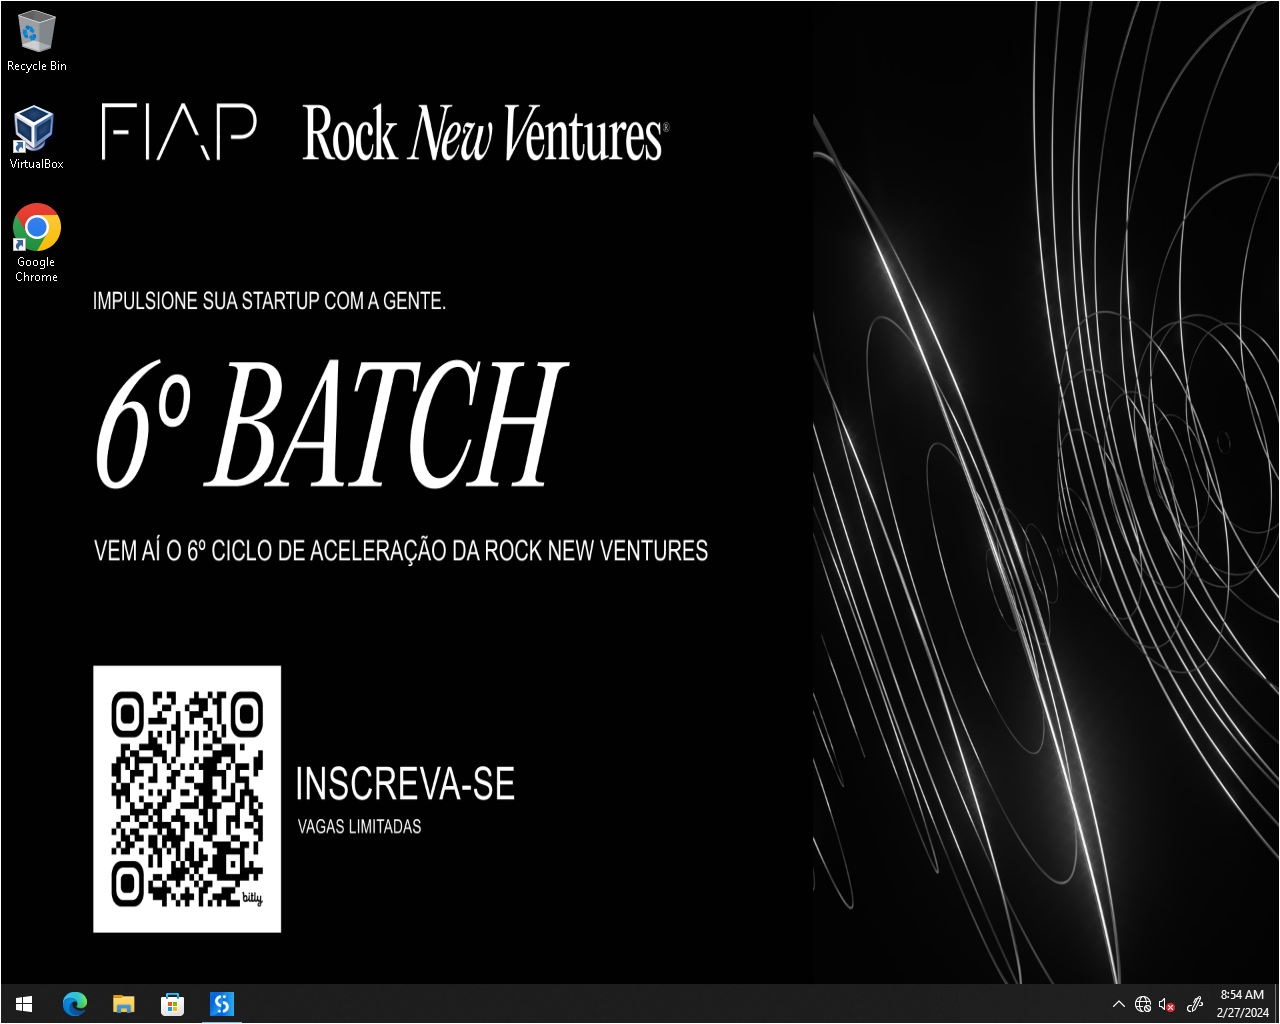 Recycle Bin
VirtualBox
Google
Chrome
FIAP Rock New Ventures®
IMPULSIONE SUA STARTUP COM A GENTE.
6º BATCH
VEM AÍ O 6º CICLO DE ACELERAÇÃO DA ROCK NEW VENTURES
INSCREVA-SE
VAGAS LIMITADAS
bitly
8:54 AM
2/27/2024